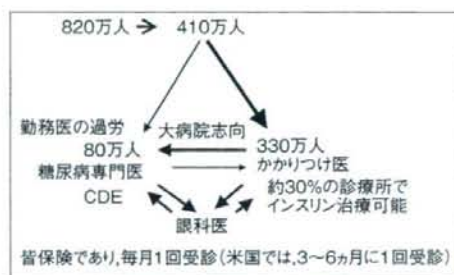 820万人→410万人
勤務医の過労
大病院志向
80万人
330万人
糖尿病専門医
かかりつけ医
CDE
約30%の診療所で
インスリン治療可能
眼科医
皆保険であり,毎月1回受診(米国では,3〜6ヵ月に1回受診)